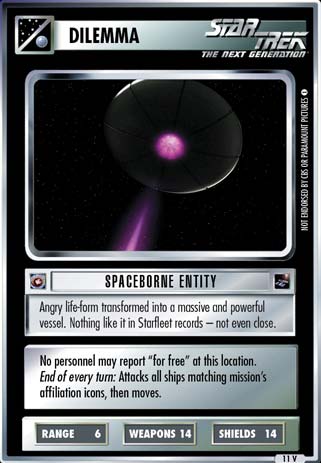 DILEMMA
STAR TREK
THE NEXT GENERATION
NOT ENDORSED BY CBS OR PARAMOUNT PICTURES
SPACEBORNE ENTITY
Angry life-form transformed into a massive and powerful
vessel. Nothing like it in Starfleet records – not even close.
No personnel may report “for free” at this location.
End of every turn: Attacks all ships matching mission’s
affiliation icons, then moves.
RANGE 6 WEAPONS 14 SHIELDS 14
11 V